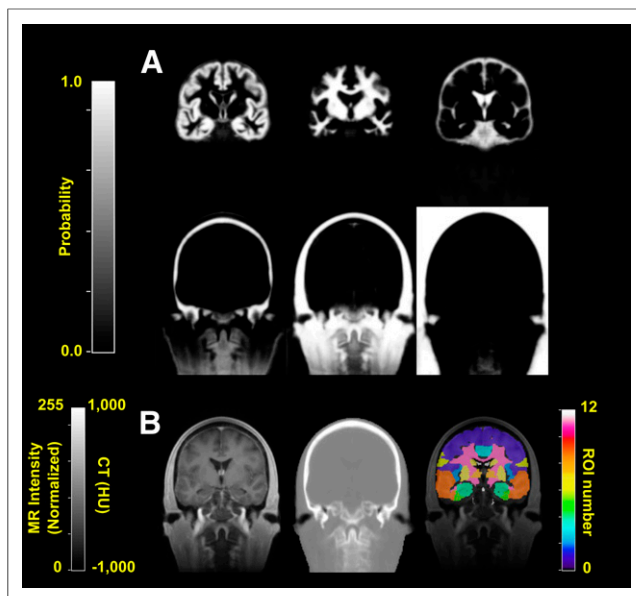 A
1.0
Probability
0.0
B
255
1,000
MR Intensity
(Normalized)
CT (HU)
0
-1,000
12
ROI number
0